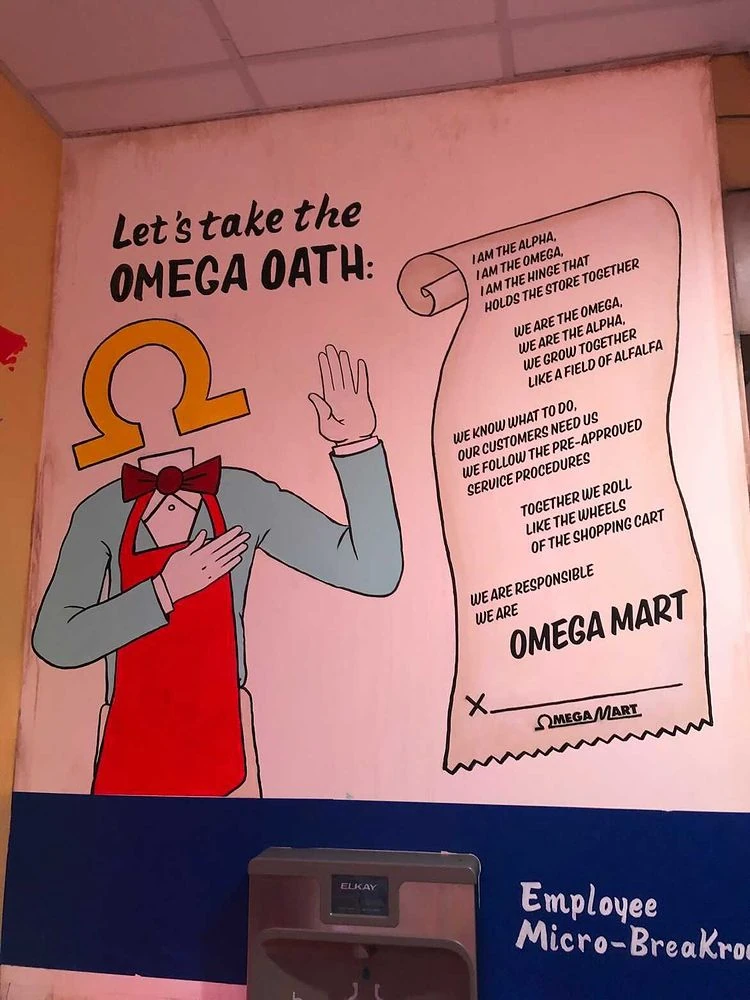 Let's take the
OMEGA OATH:
I AM THE ALPHA,
I AM THE OMEGA,
I AM THE HINGE THAT
HOLDS THE STORE TOGETHER
WE ARE THE OMEGA,
WE ARE THE ALPHA,
WE GROW TOGETHER
LIKE A FIELD OF ALFALFA
WE KNOW WHAT TO DO,
OUR CUSTOMERS NEED US
WE FOLLOW THE PRE-APPROVED
SERVICE PROCEDURES
TOGETHER WE ROLL
LIKE THE WHEELS
OF THE SHOPPING CART
WE ARE RESPONSIBLE
WE ARE
OMEGA MART
X
ΩMEGA MART
ELKAY
Employee
Micro-BreaKroo